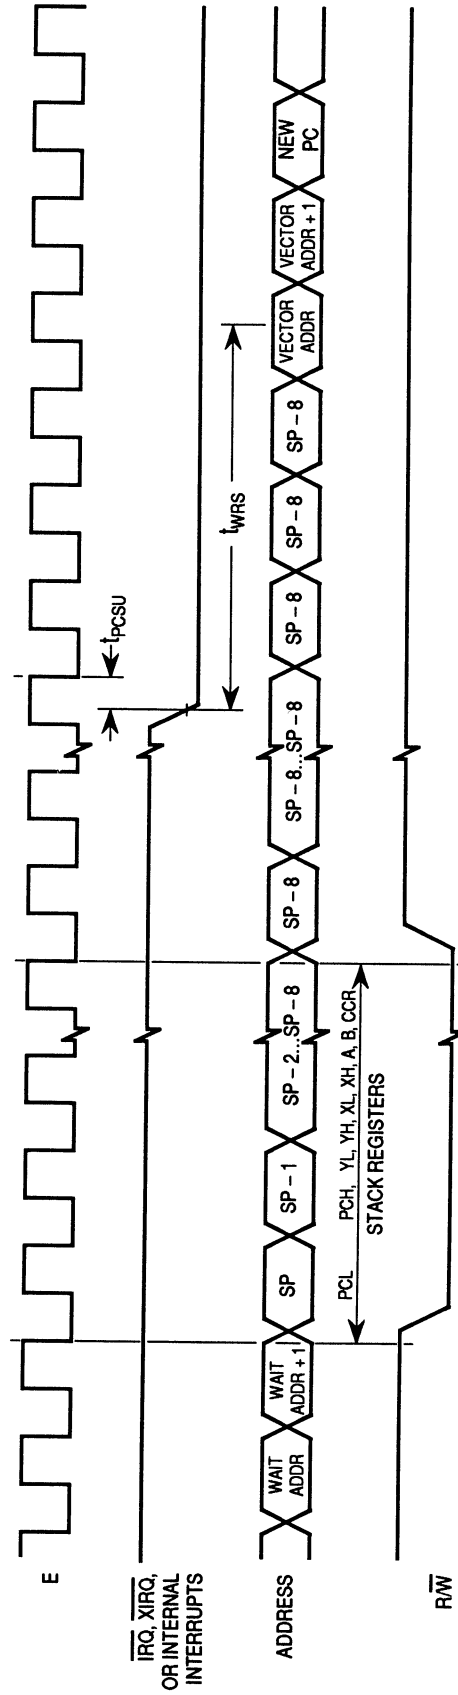 E
t_PCSU
IRQ, XIRQ,
OR INTERNAL
INTERRUPTS
t_WRS
ADDRESS
WAIT
ADDR
WAIT
ADDR + 1
SP
SP – 1
SP – 2...SP – 8
SP – 8
SP – 8...SP – 8
SP – 8
SP – 8
SP – 8
VECTOR
ADDR
VECTOR
ADDR + 1
NEW
PC
PCL PCH, YL, YH, XL, XH, A, B, CCR
STACK REGISTERS
R/W